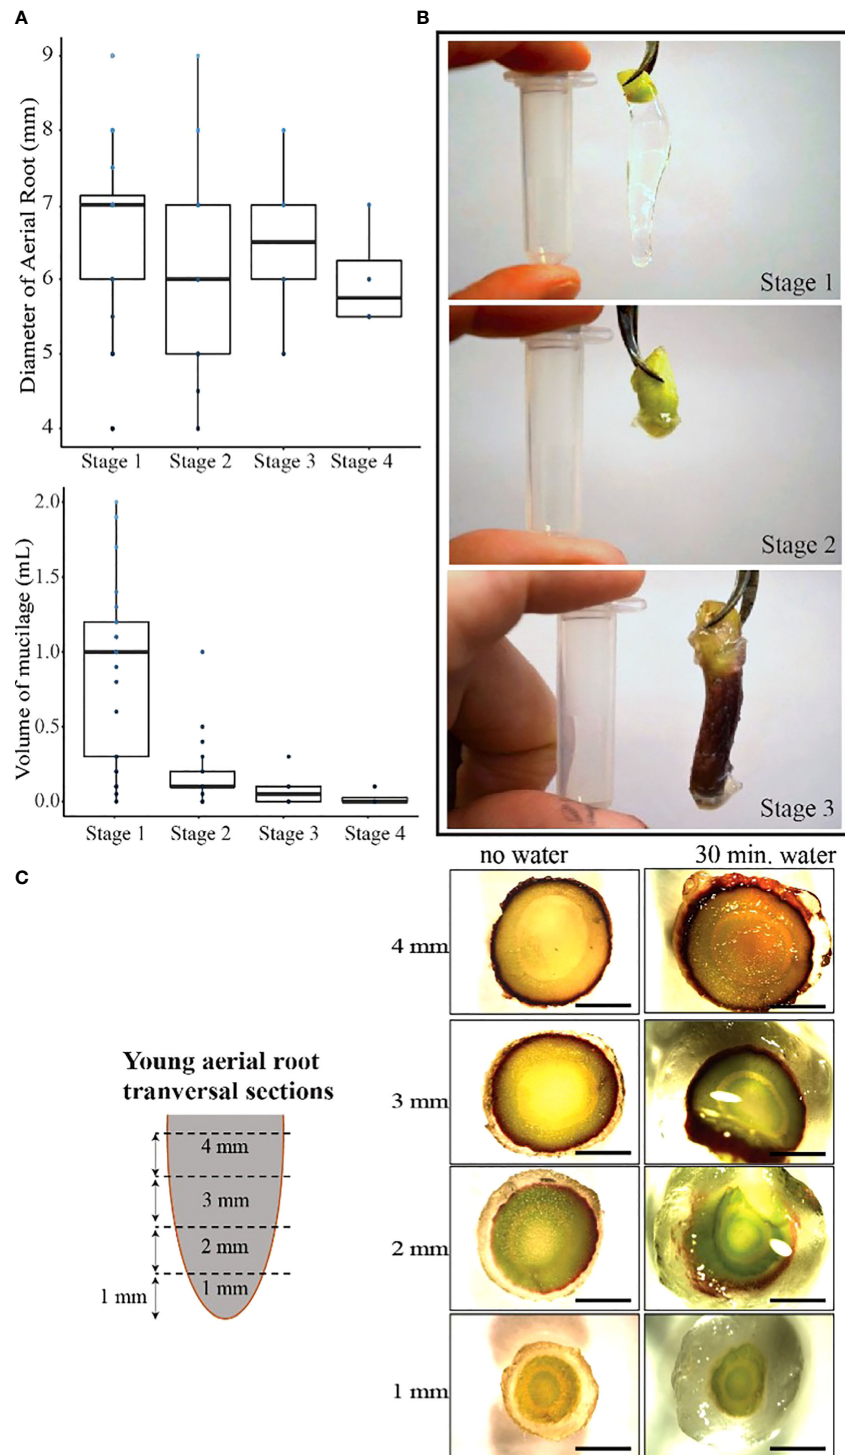 A
Diameter of Aerial Root (mm)
9
8
7
6
5
4
Stage 1 Stage 2 Stage 3 Stage 4
Volume of mucilage (mL)
2.0
1.5
1.0
0.5
0.0
Stage 1 Stage 2 Stage 3 Stage 4
B
Stage 1
Stage 2
Stage 3
C
Young aerial root
tranversal sections
4 mm
3 mm
2 mm
1 mm
1 mm
no water 30 min. water
4 mm
3 mm
2 mm
1 mm